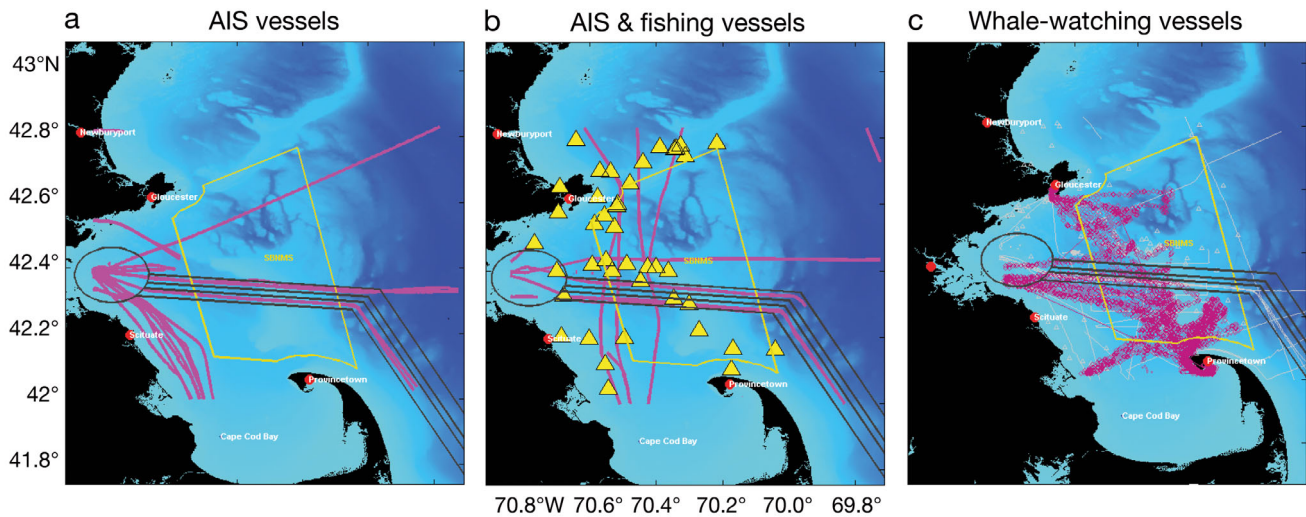 a AIS vessels
b AIS & fishing vessels
c Whale-watching vessels
43°N
42.8°
42.6°
42.4°
42.2°
42°
41.8°
Newburyport
Gloucester
SBNMS
Scituate
Provincetown
Cape Cod Bay
Newburyport
Gloucester
SBNMS
Scituate
Provincetown
Cape Cod Bay
70.8°W 70.6° 70.4° 70.2° 70.0° 69.8°
Newburyport
Gloucester
SBNMS
Scituate
Provincetown
Cape Cod Bay